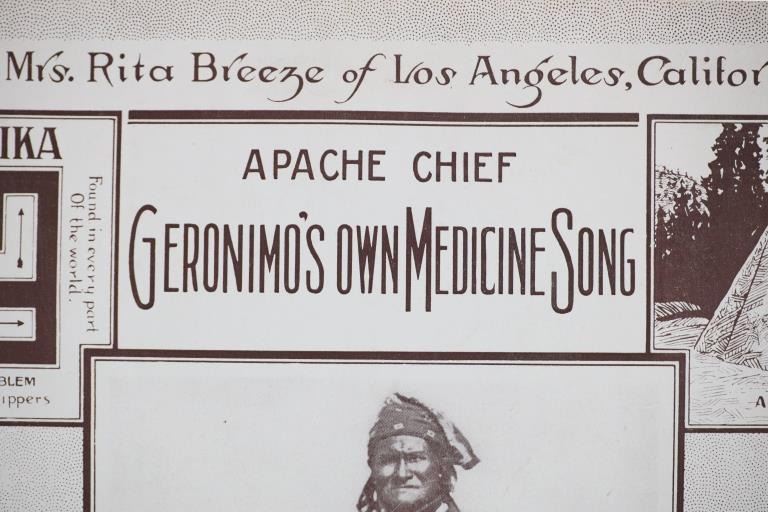 Mrs. Rita Breeze of Los Angeles, Califor
IKA
Found in every part
Of the world.
BLEM
ippers
APACHE CHIEF
GERONIMO'S OWN MEDICINE SONG
A